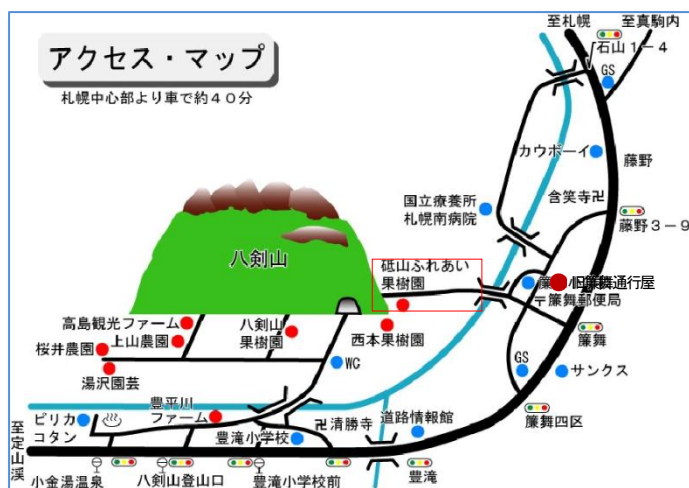 アクセス・マップ
札幌中心部より車で約４０分
至札幌
至真駒内
石山１－４
GS
カウボーイ
藤野
国立療養所
札幌南病院
含笑寺卍
藤野３－９
八剣山
砥山ふれあい
果樹園
旧簾舞通行屋
〒簾舞郵便局
高島観光ファーム
上山農園
桜井農園
湯沢園芸
八剣山
果樹園
西本果樹園
簾舞
WC
GS
サンクス
簾舞四区
ピリカ
コタン
豊平川
ファーム
豊滝小学校
卍清勝寺
道路情報館
至定山渓
小金湯温泉
八剣山登山口
豊滝小学校前
豊滝